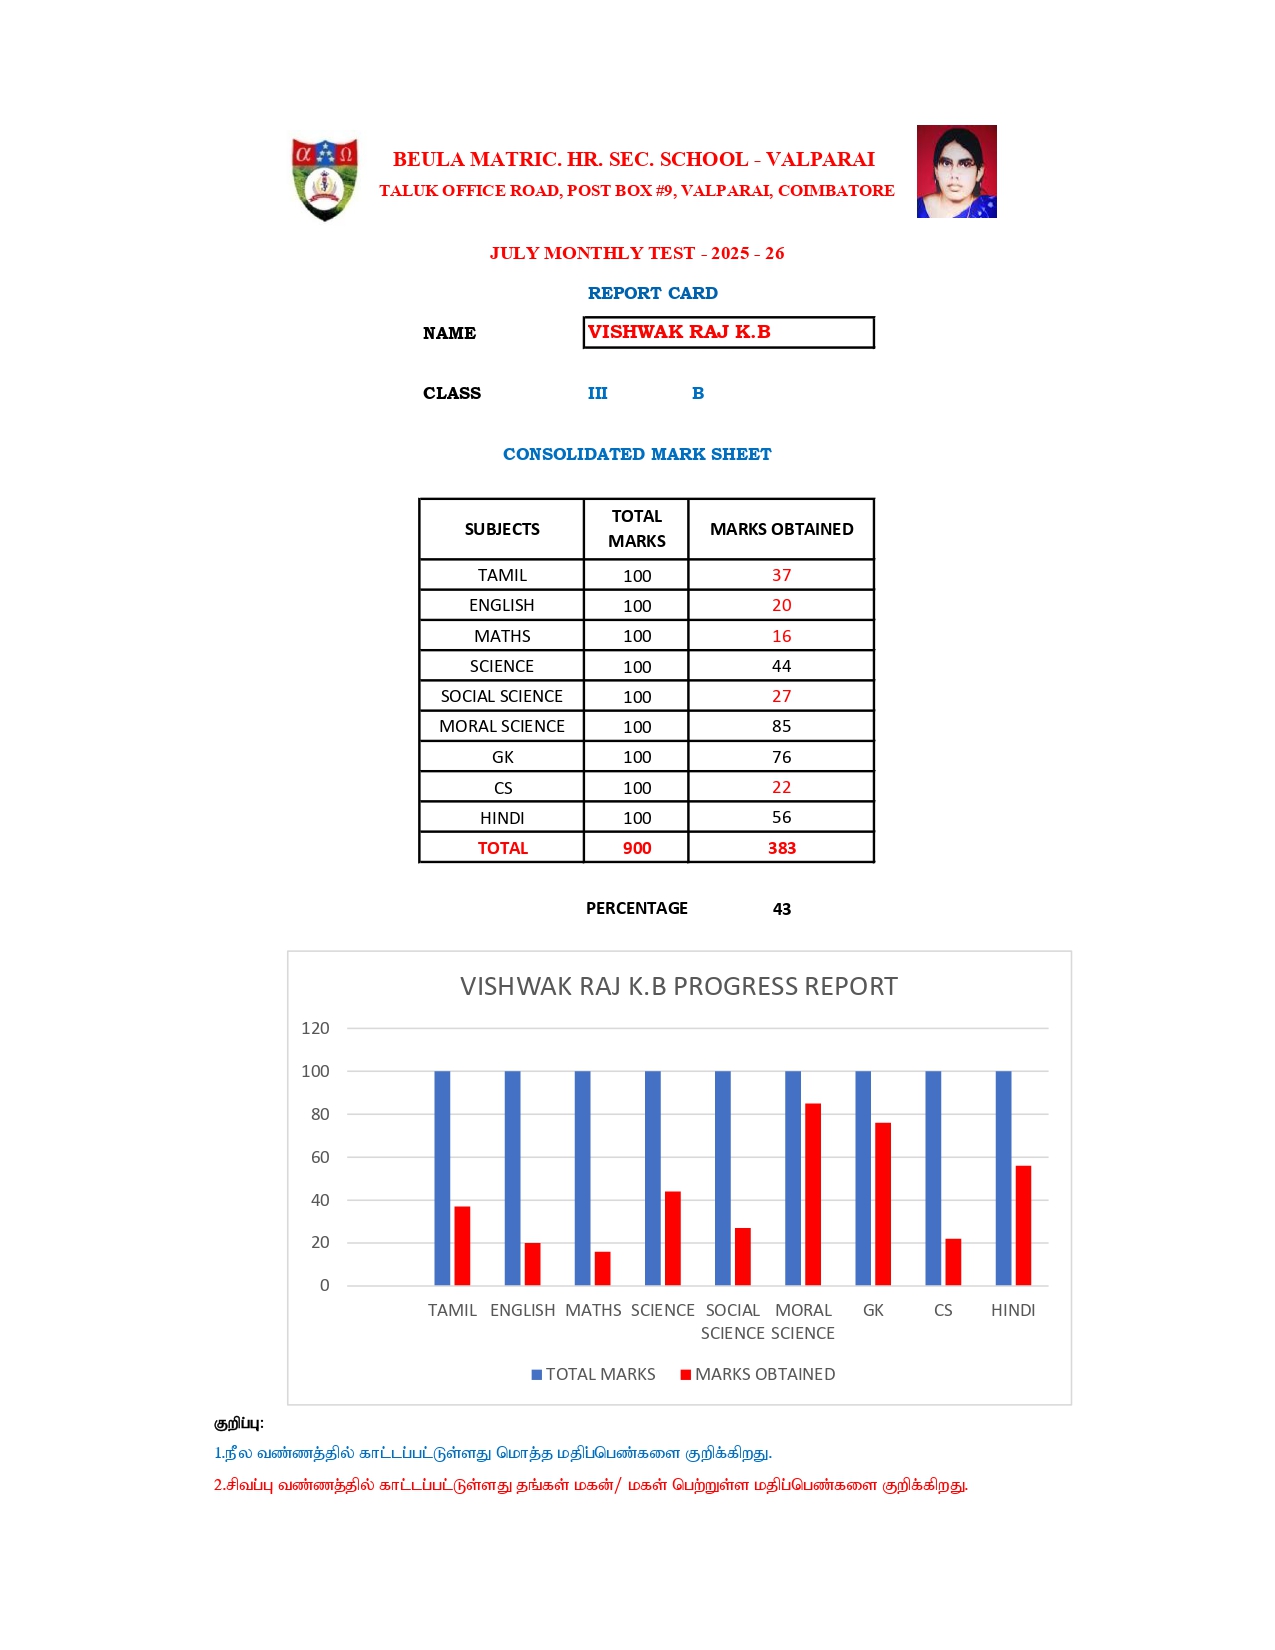 α Ω
BEULA MATRIC. HR. SEC. SCHOOL - VALPARAI
TALUK OFFICE ROAD, POST BOX #9, VALPARAI, COIMBATORE
JULY MONTHLY TEST - 2025 - 26
REPORT CARD
NAME VISHWAK RAJ K.B
CLASS III B
CONSOLIDATED MARK SHEET
SUBJECTS TOTAL MARKS MARKS OBTAINED
TAMIL 100 37
ENGLISH 100 20
MATHS 100 16
SCIENCE 100 44
SOCIAL SCIENCE 100 27
MORAL SCIENCE 100 85
GK 100 76
CS 100 22
HINDI 100 56
TOTAL 900 383
PERCENTAGE 43
VISHWAK RAJ K.B PROGRESS REPORT
120
100
80
60
40
20
0
TAMIL ENGLISH MATHS SCIENCE SOCIAL SCIENCE MORAL SCIENCE GK CS HINDI
TOTAL MARKS MARKS OBTAINED
குறிப்பு:
1.நீல வண்ணத்தில் காட்டப்பட்டுள்ளது மொத்த மதிப்பெண்களை குறிக்கிறது.
2.சிவப்பு வண்ணத்தில் காட்டப்பட்டுள்ளது தங்கள் மகன்/ மகள் பெற்றுள்ள மதிப்பெண்களை குறிக்கிறது.